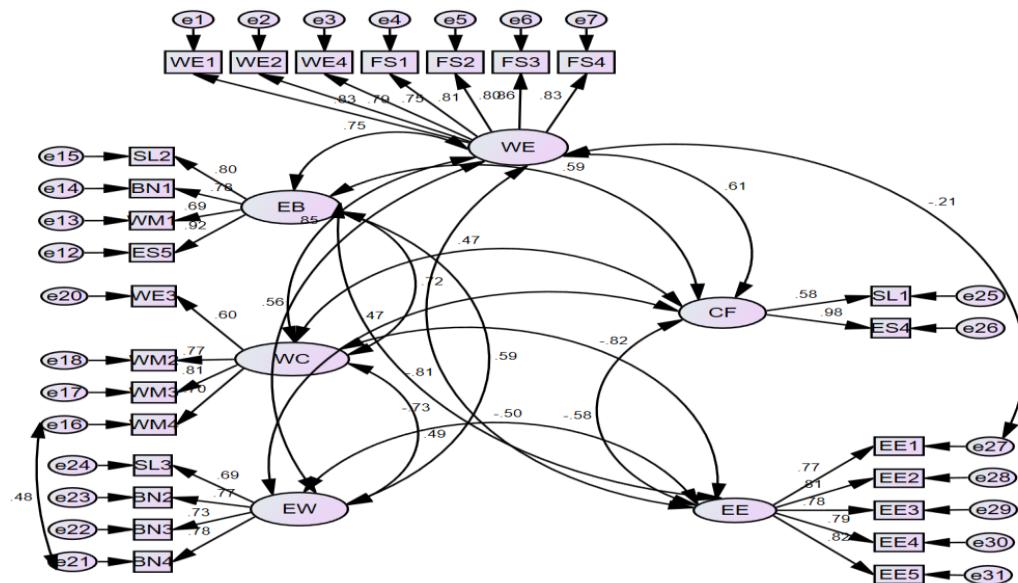 e1 e2 e3 e4 e5 e6 e7
WE1 WE2 WE4 FS1 FS2 FS3 FS4
.83 .79 .75 .81 .80 .86 .83
WE
.75 .59 .61 -.21
e15 SL2 .80
e14 BN1 .78
e13 WM1 .69
e12 ES5 .92
EB
.85 .47 .72
e20 WE3 .60
e18 WM2 .77
e17 WM3 .81
e16 WM4 .70
WC
.56 .47 .59 -.82
-.81 -.73 -.50 -.58 .49
CF
.58 SL1 e25
.98 ES4 e26
.48
e24 SL3 .69
e23 BN2 .77
e22 BN3 .73
e21 BN4 .78
EW
EE
.77 EE1 e27
.81 EE2 e28
.78 EE3 e29
.79 EE4 e30
.82 EE5 e31